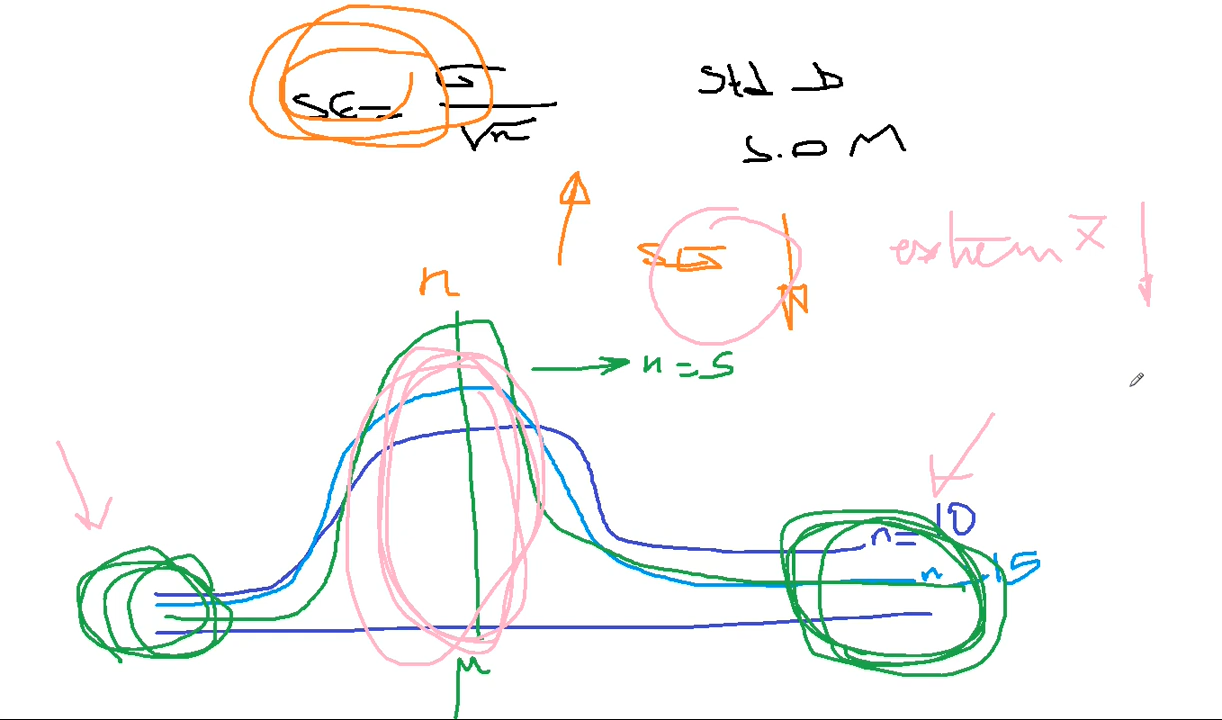 SE = σ/√n
Std D
S.O M
n
extrem x̄
n = 5
n = 10
n = 15
μ